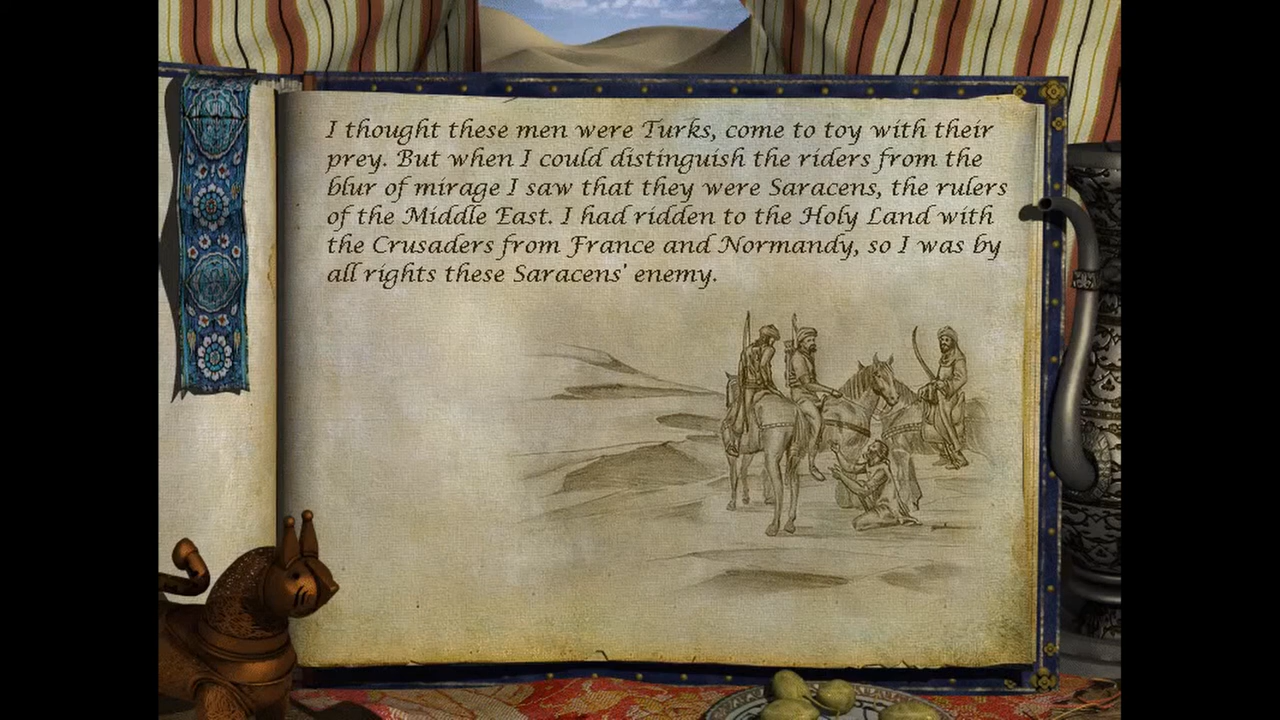 I thought these men were Turks, come to toy with their
prey. But when I could distinguish the riders from the
blur of mirage I saw that they were Saracens, the rulers
of the Middle East. I had ridden to the Holy Land with
the Crusaders from France and Normandy, so I was by
all rights these Saracens' enemy.